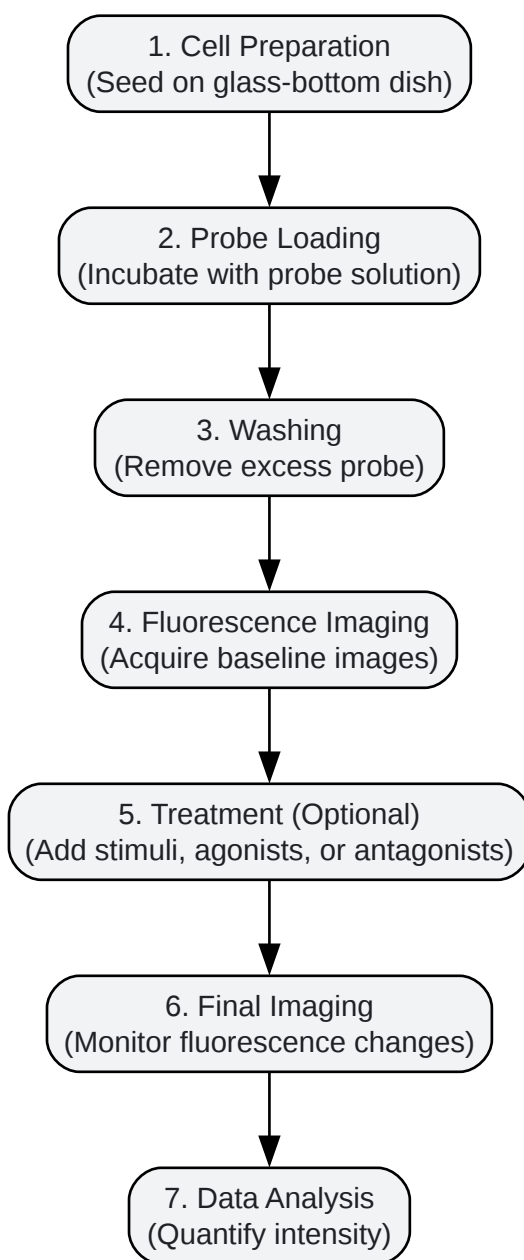 1. Cell Preparation
(Seed on glass-bottom dish)
2. Probe Loading
(Incubate with probe solution)
3. Washing
(Remove excess probe)
4. Fluorescence Imaging
(Acquire baseline images)
5. Treatment (Optional)
(Add stimuli, agonists, or antagonists)
6. Final Imaging
(Monitor fluorescence changes)
7. Data Analysis
(Quantify intensity)